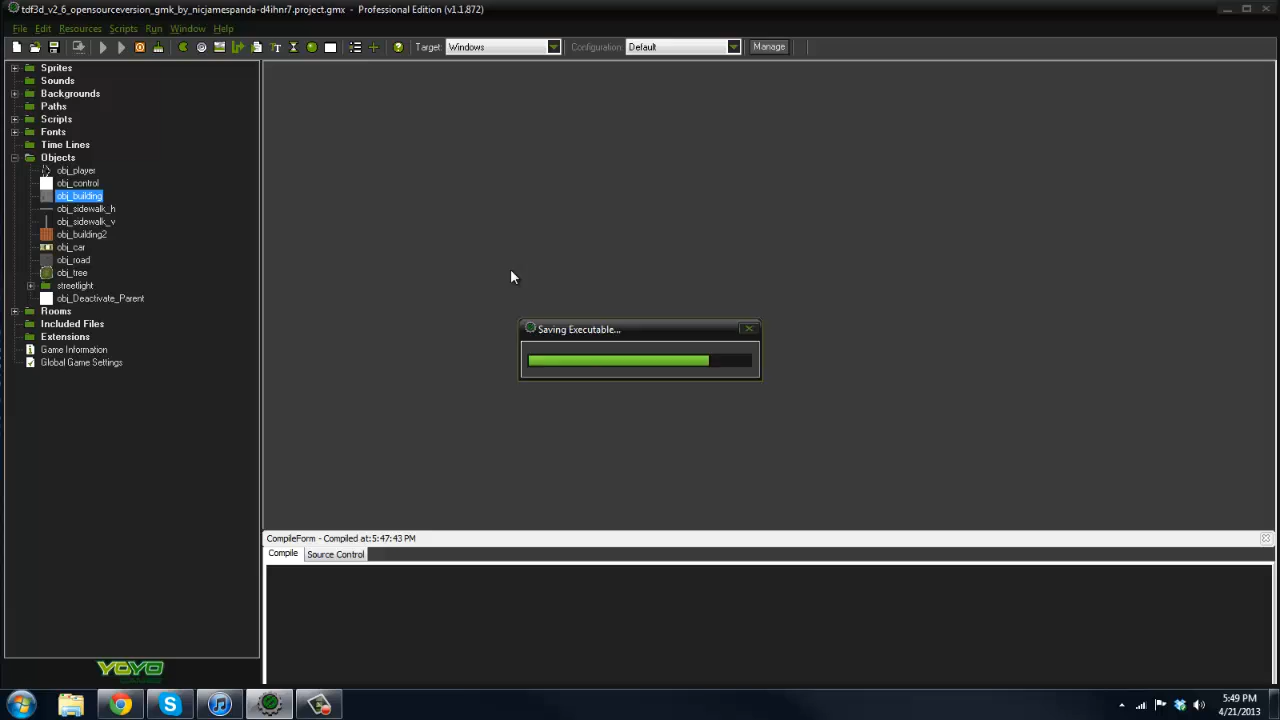 tdf3d_v2_6_opensourceversion_gmk_by_nicjamespanda-d4ihnr7.project.gmx - Professional Edition (v1.1.872)
File Edit Resources Scripts Run Window Help
Target: Windows Configuration: Default Manage
Sprites
Sounds
Backgrounds
Paths
Scripts
Fonts
Time Lines
Objects
obj_player
obj_control
obj_building
obj_sidewalk_h
obj_sidewalk_v
obj_building2
obj_car
obj_road
obj_tree
streetlight
obj_Deactivate_Parent
Rooms
Included Files
Extensions
Game Information
Global Game Settings
Saving Executable...
CompileForm - Compiled at:5:47:43 PM
Compile Source Control
YOYO
5:49 PM
4/21/2013